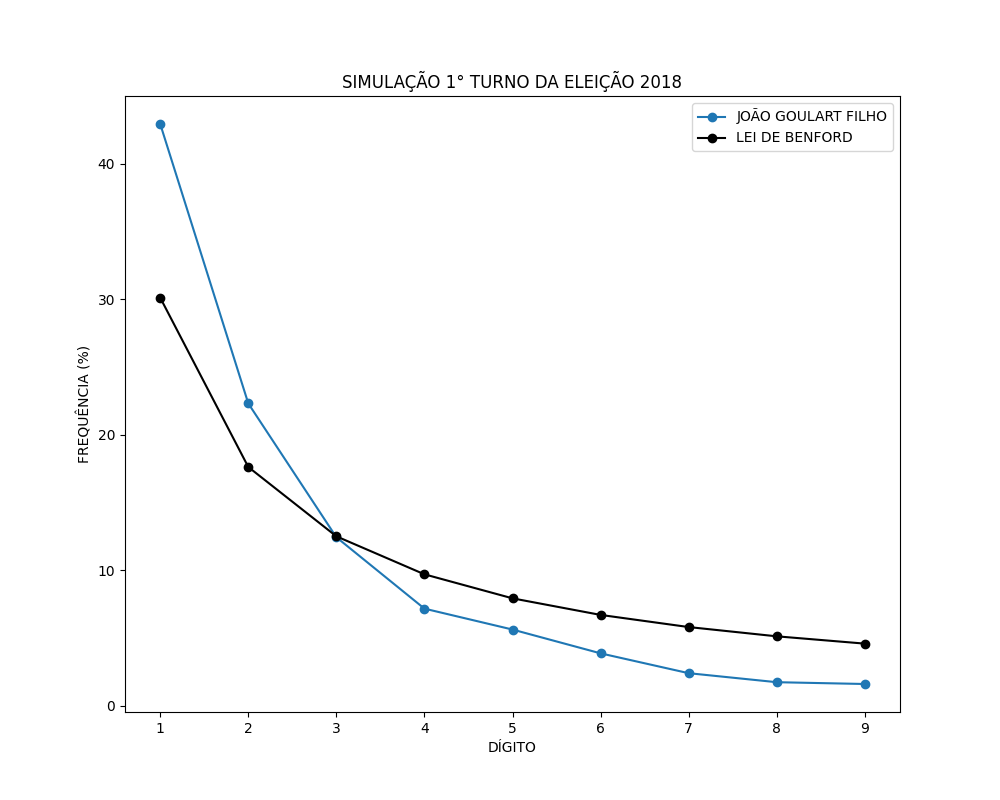 SIMULAÇÃO 1° TURNO DA ELEIÇÃO 2018
JOÃO GOULART FILHO
LEI DE BENFORD
FREQUÊNCIA (%)
40
30
20
10
0
1 2 3 4 5 6 7 8 9
DÍGITO